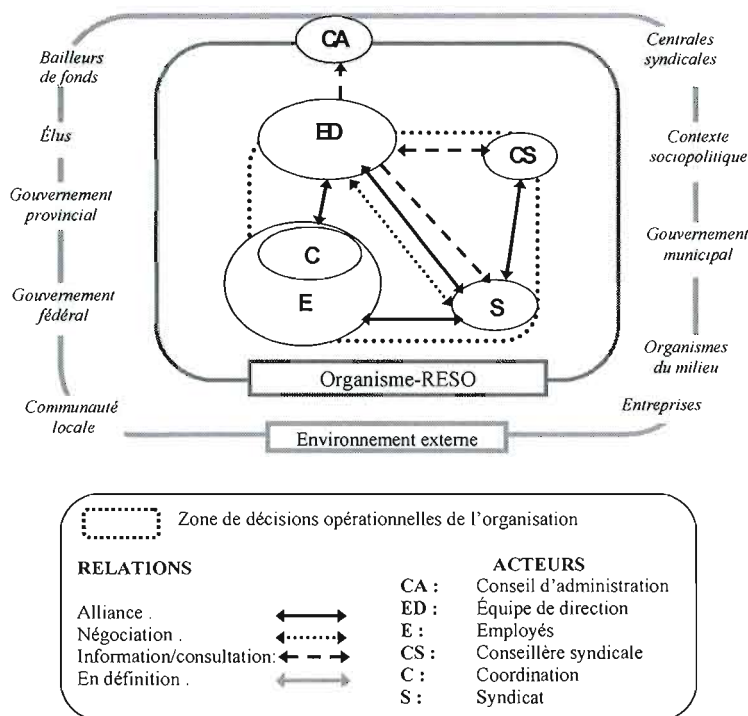 CA
Bailleurs
de fonds
Centrales
syndicales
Élus
ED
CS
Contexte
sociopolitique
Gouvernement
provincial
C
E
S
Gouvernement
municipal
Gouvernement
fédéral
Organismes
du milieu
Organisme-RESO
Communauté
locale
Entreprises
Environnement externe
Zone de décisions opérationnelles de l'organisation
RELATIONS
Alliance .
Négociation .
Information/consultation:
En définition .
ACTEURS
CA : Conseil d'administration
ED : Équipe de direction
E : Employés
CS : Conseillère syndicale
C : Coordination
S : Syndicat